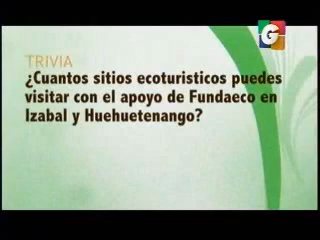 G
TRIVIA
¿Cuantos sitios ecoturisticos puedes
visitar con el apoyo de Fundaeco en
Izabal y Huehuetenango?